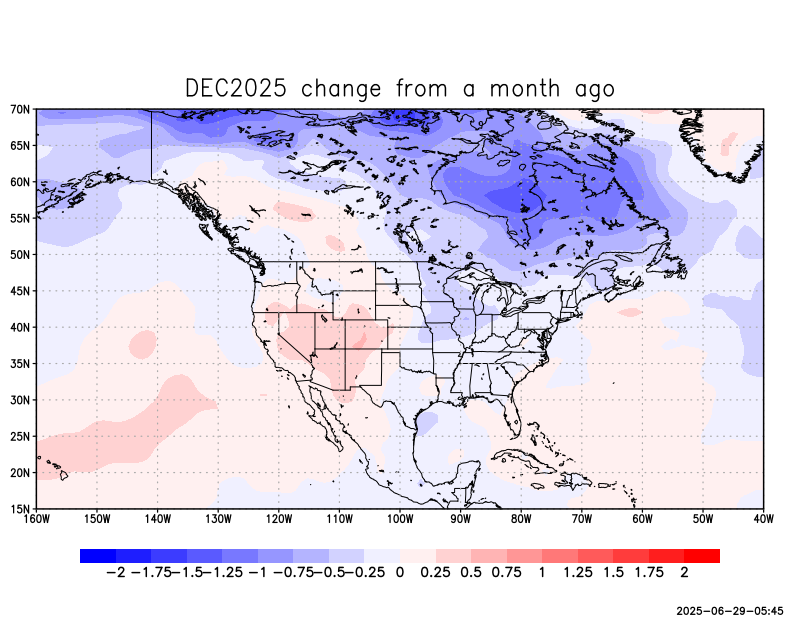 DEC2025 change from a month ago
70N
65N
60N
55N
50N
45N
40N
35N
30N
25N
20N
15N
160W 150W 140W 130W 120W 110W 100W 90W 80W 70W 60W 50W 40W
-2 -1.75 -1.5 -1.25 -1 -0.75 -0.5 -0.25 0 0.25 0.5 0.75 1 1.25 1.5 1.75 2
2025-06-29-05:45